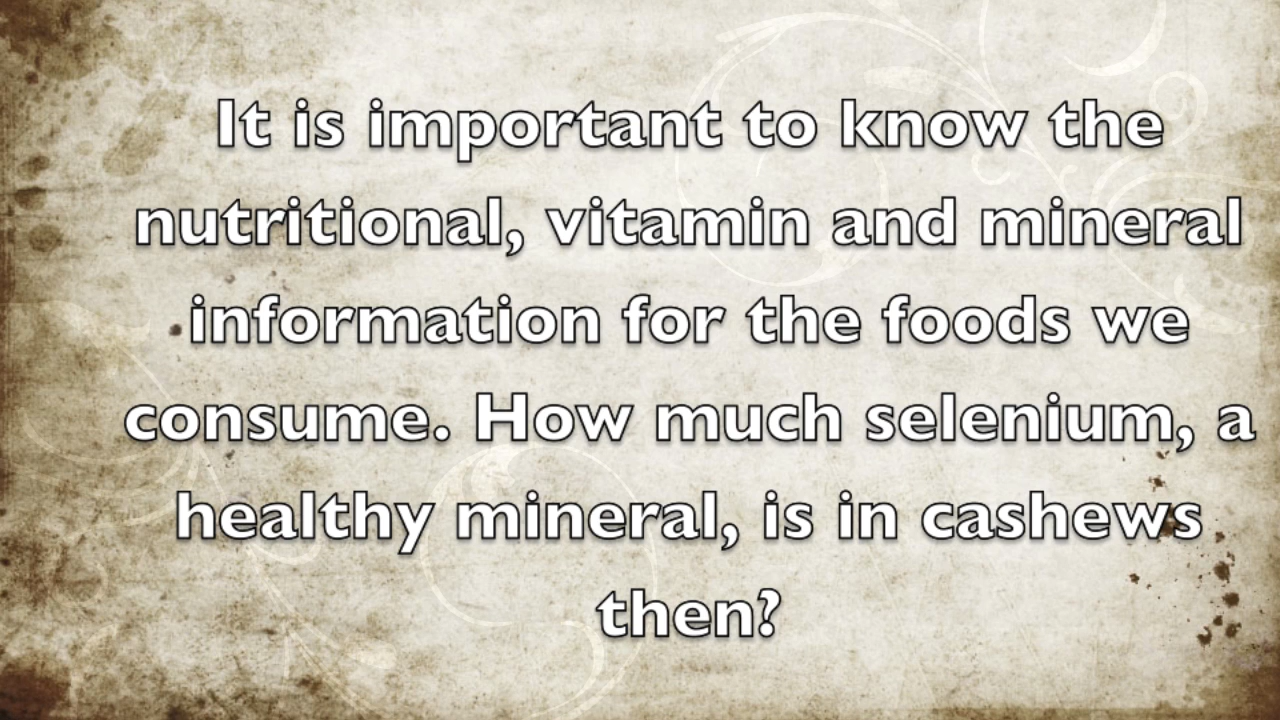 It is important to know the
nutritional, vitamin and mineral
information for the foods we
consume. How much selenium, a
healthy mineral, is in cashews
then?